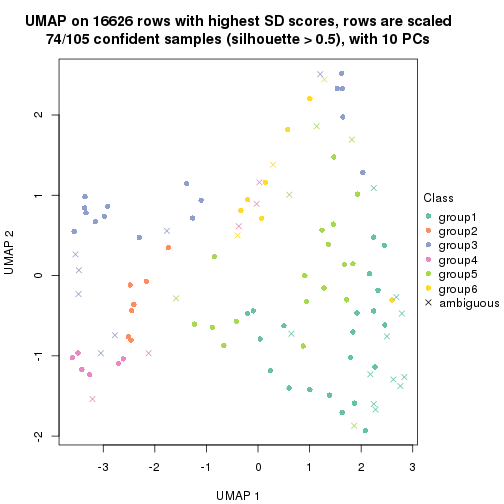 UMAP on 16626 rows with highest SD scores, rows are scaled
74/105 confident samples (silhouette > 0.5), with 10 PCs
UMAP 2
2
1
0
-1
-2
-3
-2
-1
0
1
2
3
UMAP 1
Class
group1
group2
group3
group4
group5
group6
ambiguous